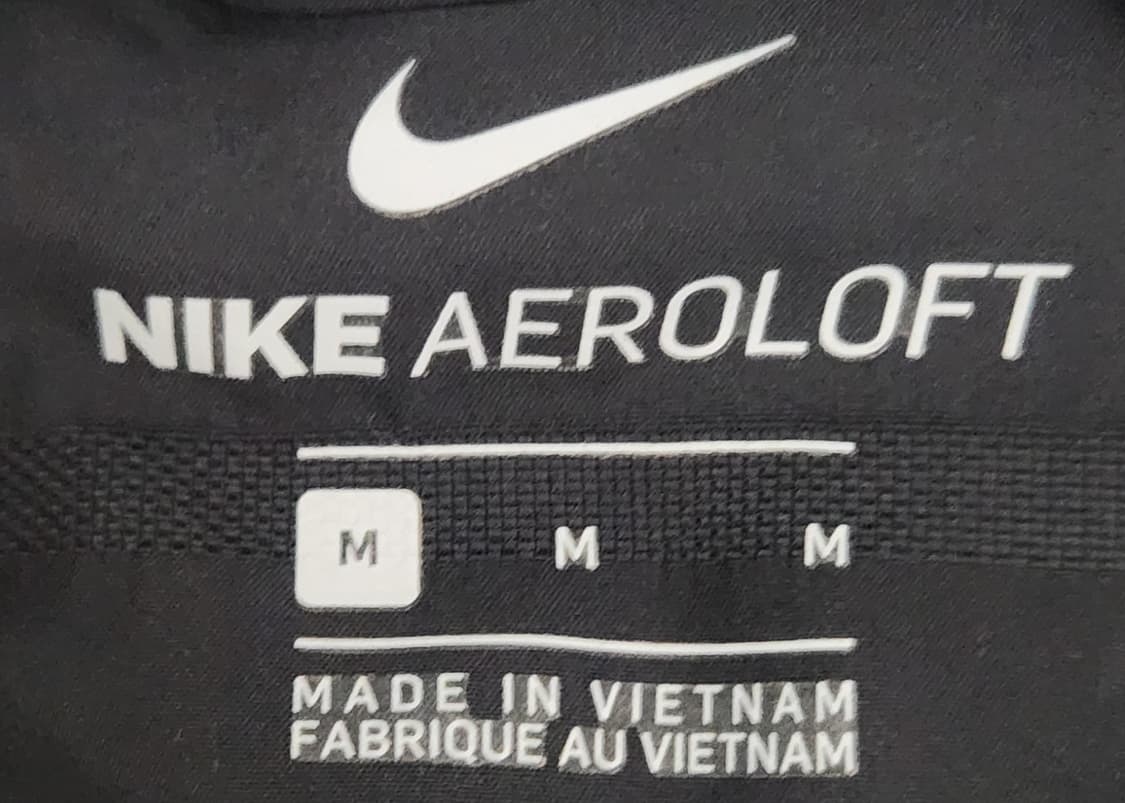 NIKE AEROLOFT
M M M
MADE IN VIETNAM
FABRIQUE AU VIETNAM